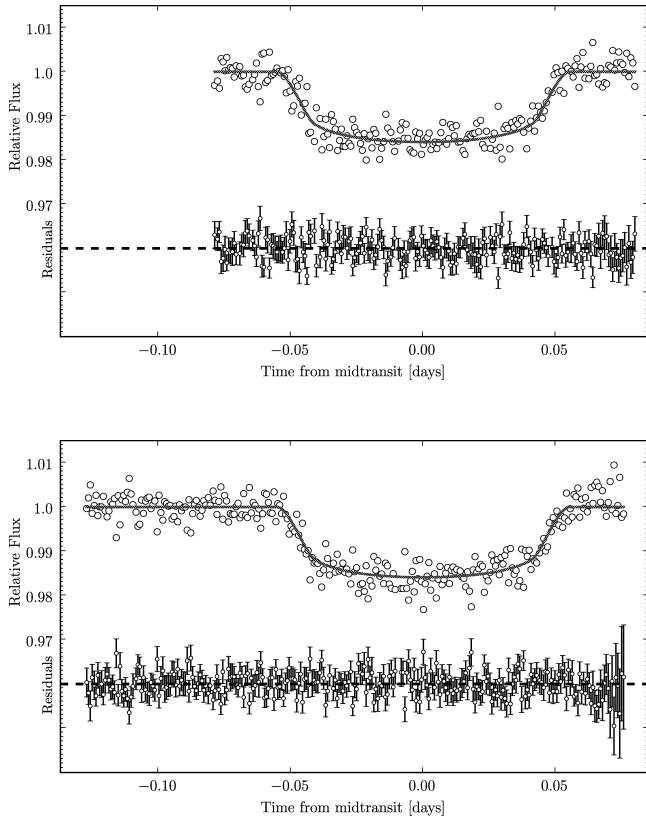 1.01
1.0
0.99
0.98
0.97
Relative Flux
Residuals
−0.10 −0.05 0.00 0.05
Time from midtransit [days]
1.01
1.0
0.99
0.98
0.97
Relative Flux
Residuals
−0.10 −0.05 0.00 0.05
Time from midtransit [days]